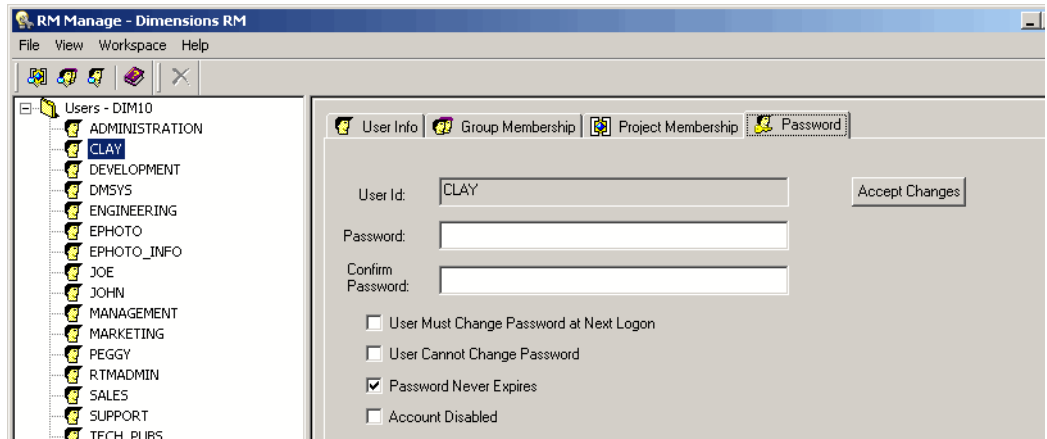 RM Manage - Dimensions RM
File View Workspace Help
Users - DIM10
ADMINISTRATION
CLAY
DEVELOPMENT
DMSYS
ENGINEERING
EPHOTO
EPHOTO_INFO
JOE
JOHN
MANAGEMENT
MARKETING
PEGGY
RTMADMIN
SALES
SUPPORT
TECH_PUBS
User Info Group Membership Project Membership Password
User Id: CLAY Accept Changes
Password:
Confirm
Password:
User Must Change Password at Next Logon
User Cannot Change Password
Password Never Expires
Account Disabled